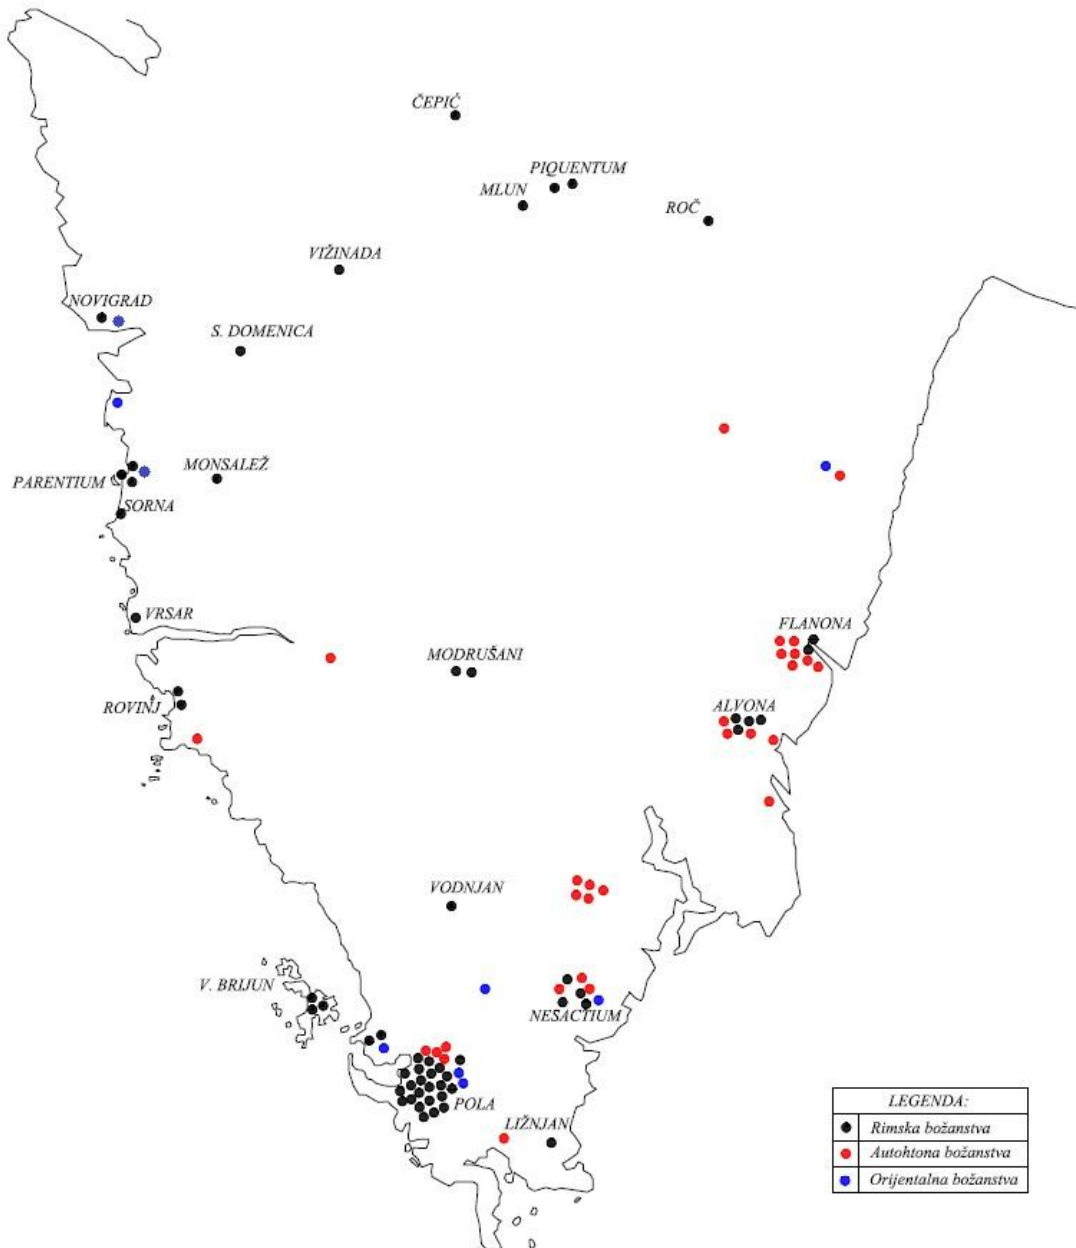 ČEPIĆ
PIQUENTUM
MLUN
ROČ
VIŽINADA
NOVIGRAD
S. DOMENICA
MONSALEŽ
PARENTIUM
SORNA
VRSAR
FLANONA
MODRUŠANI
ROVINJ
ALVONA
VODNJAN
V. BRIJUN
NESACTIUM
POLA
LIŽNJAN
LEGENDA:
Rimska božanstva
Autohtona božanstva
Orijentalna božanstva